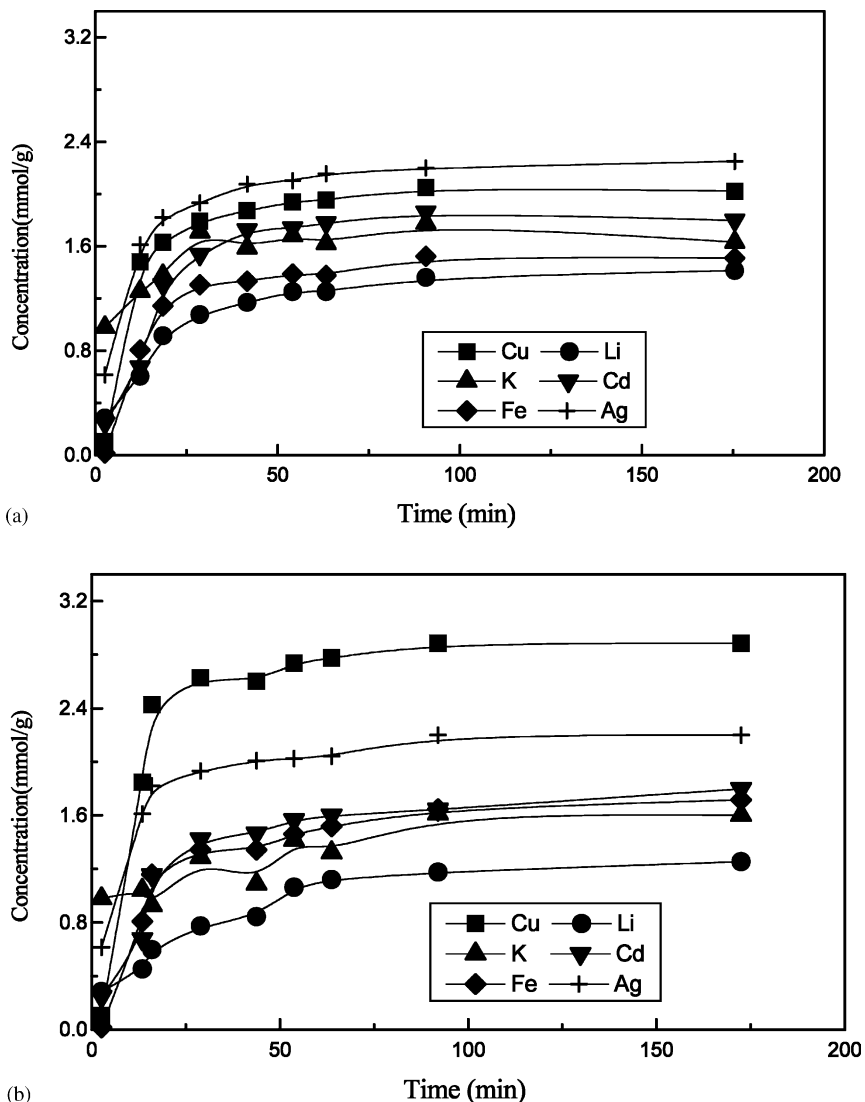 3.2
2.4
1.6
0.8
0.0
Concentration(mmol/g)
Cu Li
K Cd
Fe Ag
0 50 100 150 200
Time (min)
(a)
3.2
2.4
1.6
0.8
0.0
Concentration(mmol/g)
Cu Li
K Cd
Fe Ag
0 50 100 150 200
Time (min)
(b)